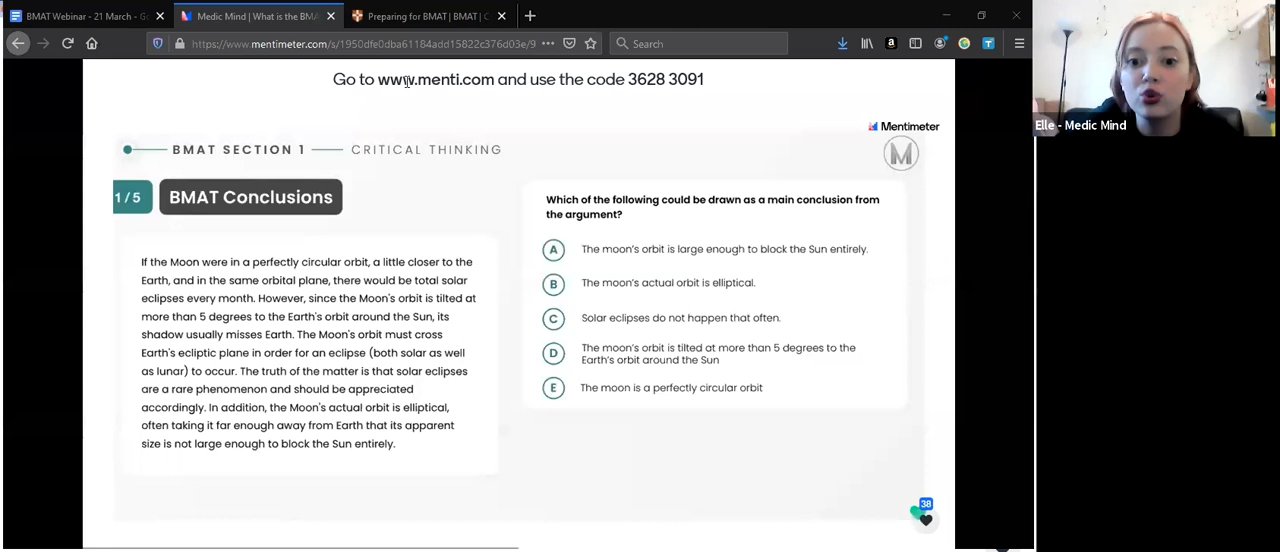 BMAT Webinar - 21 March - Go
Medic Mind | What is the BMA
Preparing for BMAT | BMAT | C
https://www.mentimeter.com/s/1950dfe0dba61184add15822c376d03e/9
Search
Go to www.menti.com and use the code 3628 3091
Elle - Medic Mind
Mentimeter
BMAT SECTION 1 CRITICAL THINKING
M
1/5
BMAT Conclusions
If the Moon were in a perfectly circular orbit, a little closer to the
Earth, and in the same orbital plane, there would be total solar
eclipses every month. However, since the Moon's orbit is tilted at
more than 5 degrees to the Earth's orbit around the Sun, its
shadow usually misses Earth. The Moon's orbit must cross
Earth's ecliptic plane in order for an eclipse (both solar as well
as lunar) to occur. The truth of the matter is that solar eclipses
are a rare phenomenon and should be appreciated
accordingly. In addition, the Moon's actual orbit is elliptical,
often taking it far enough away from Earth that its apparent
size is not large enough to block the Sun entirely.
Which of the following could be drawn as a main conclusion from
the argument?
A The moon's orbit is large enough to block the Sun entirely.
B The moon's actual orbit is elliptical.
C Solar eclipses do not happen that often.
D The moon's orbit is tilted at more than 5 degrees to the
Earth's orbit around the Sun
E The moon is a perfectly circular orbit
38